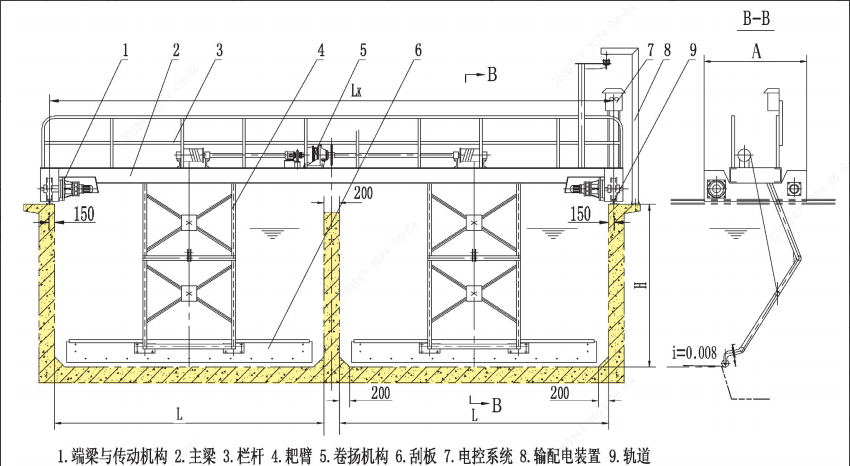 B-B
1 2 3 4 5 6 7 8 9
B
A
Lx
150
200
150
H
i=0.008
200
200
L
L
B
1.端梁与传动机构 2.主梁 3.栏杆 4.耙臂 5.卷扬机构 6.刮板 7.电控系统 8.输配电装置 9.轨道